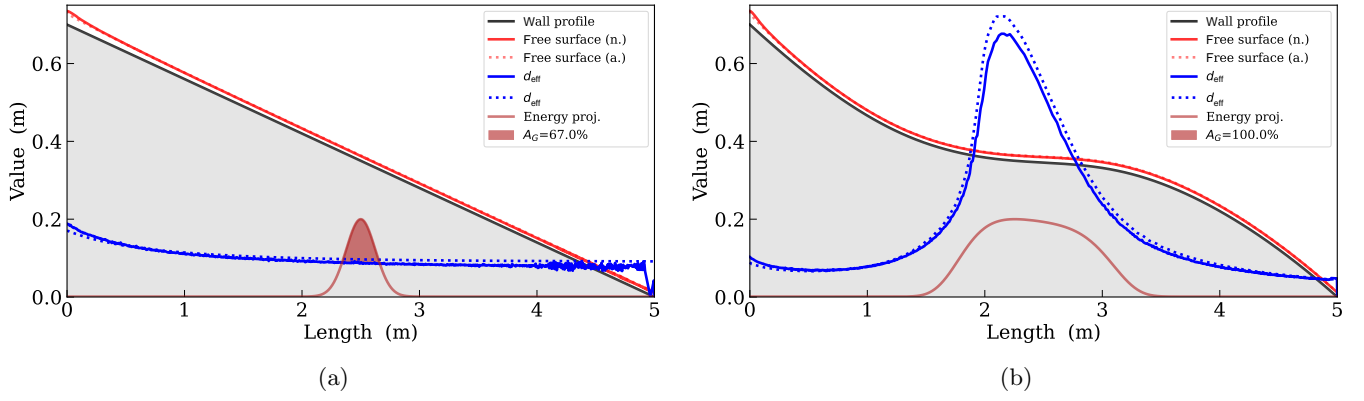 Wall profile
Free surface (n.)
Free surface (a.)
d_eff
d_eff
Energy proj.
A_G=67.0%
Value (m)
0.6
0.4
0.2
0.0
0 1 2 3 4 5
Length (m)
(a)
Wall profile
Free surface (n.)
Free surface (a.)
d_eff
d_eff
Energy proj.
A_G=100.0%
Value (m)
0.6
0.4
0.2
0.0
0 1 2 3 4 5
Length (m)
(b)